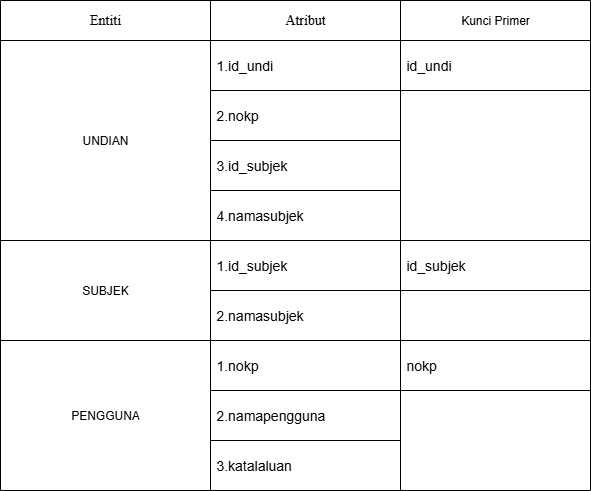 Entiti Atribut Kunci Primer
1.id_undi id_undi
2.nokp
UNDIAN
3.id_subjek
4.namasubjek
1.id_subjek id_subjek
SUBJEK
2.namasubjek
1.nokp nokp
PENGGUNA 2.namapengguna
3.katalaluan